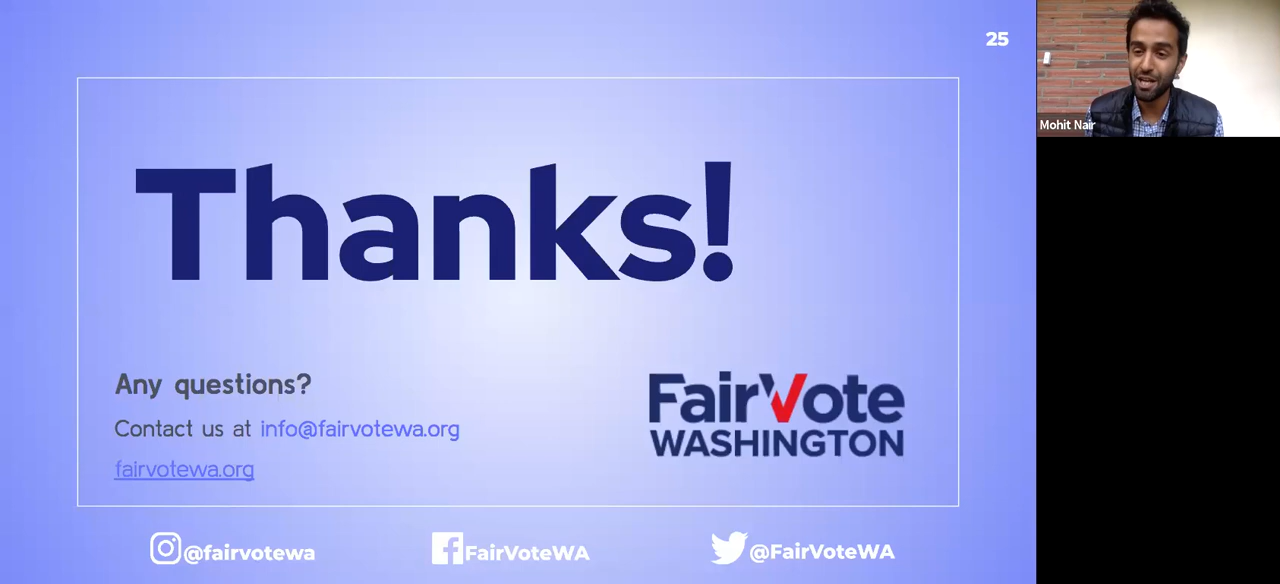 25
Mohit Nair
Thanks!
Any questions?
Contact us at info@fairvotewa.org
fairvotewa.org
FairVote
WASHINGTON
@fairvotewa
FairVoteWA
@FairVoteWA